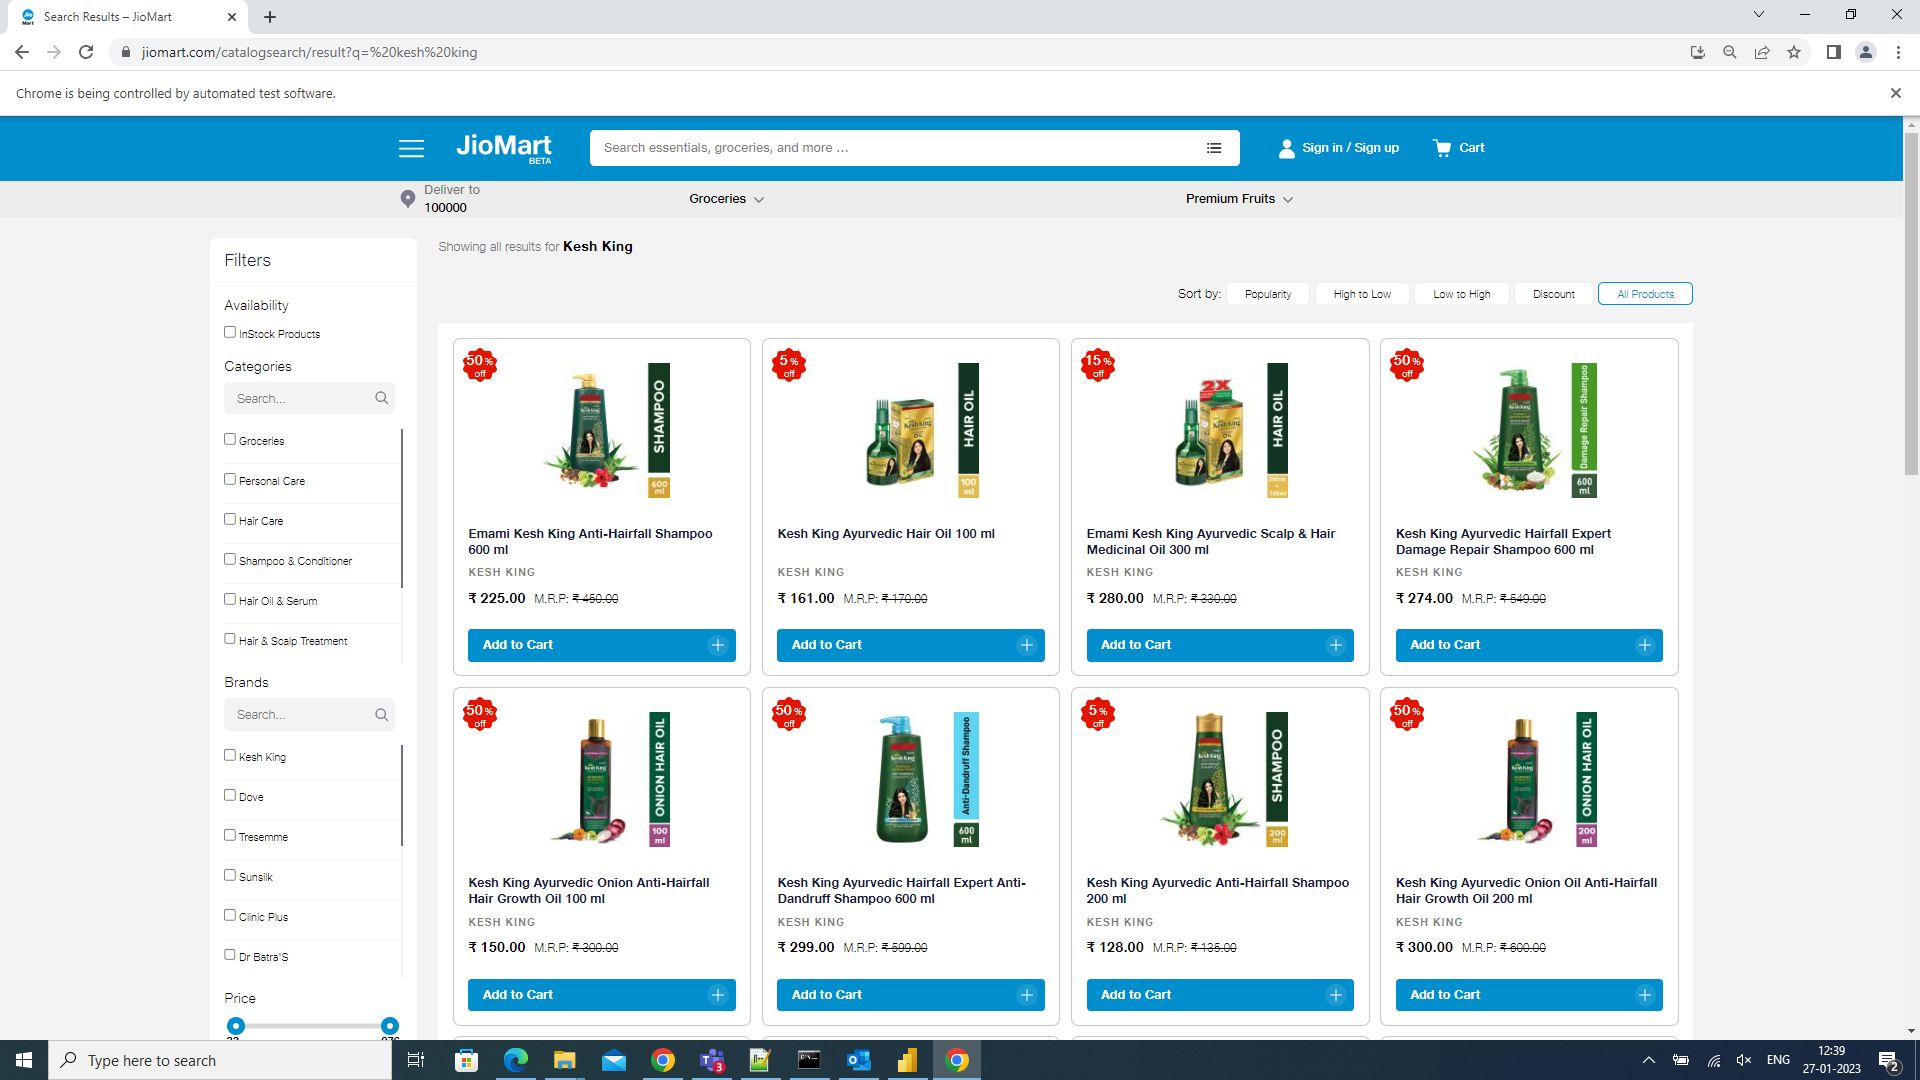 Search Results – JioMart
jiomart.com/catalogsearch/result?q=%20kesh%20king
Chrome is being controlled by automated test software.
JioMart
BETA
Search essentials, groceries, and more ...
Sign in / Sign up
Cart
Deliver to
100000
Groceries
Premium Fruits
Filters
Showing all results for Kesh King
Sort by:
Popularity
High to Low
Low to High
Discount
All Products
Availability
InStock Products
Categories
Search...
Groceries
Personal Care
Hair Care
Shampoo & Conditioner
Hair Oil & Serum
Hair & Scalp Treatment
Brands
Search...
Kesh King
Dove
Tresemme
Sunsilk
Clinic Plus
Dr Batra'S
Price
50% off
SHAMPOO
600 ml
Emami Kesh King Anti-Hairfall Shampoo
600 ml
KESH KING
₹ 225.00 M.R.P: ₹ 450.00
Add to Cart
5% off
HAIR OIL
100 ml
Kesh King Ayurvedic Hair Oil 100 ml
KESH KING
₹ 161.00 M.R.P: ₹ 170.00
Add to Cart
15% off
2X
HAIR OIL
200ml + 100ml
Emami Kesh King Ayurvedic Scalp & Hair
Medicinal Oil 300 ml
KESH KING
₹ 280.00 M.R.P: ₹ 330.00
Add to Cart
50% off
Damage Repair Shampoo
600 ml
Kesh King Ayurvedic Hairfall Expert
Damage Repair Shampoo 600 ml
KESH KING
₹ 274.00 M.R.P: ₹ 549.00
Add to Cart
50% off
ONION HAIR OIL
100 ml
Kesh King Ayurvedic Onion Anti-Hairfall
Hair Growth Oil 100 ml
KESH KING
₹ 150.00 M.R.P: ₹ 300.00
Add to Cart
50% off
Anti-Dandruff Shampoo
600 ml
Kesh King Ayurvedic Hairfall Expert Anti-
Dandruff Shampoo 600 ml
KESH KING
₹ 299.00 M.R.P: ₹ 599.00
Add to Cart
5% off
SHAMPOO
200 ml
Kesh King Ayurvedic Anti-Hairfall Shampoo
200 ml
KESH KING
₹ 128.00 M.R.P: ₹ 135.00
Add to Cart
50% off
ONION HAIR OIL
200 ml
Kesh King Ayurvedic Onion Oil Anti-Hairfall
Hair Growth Oil 200 ml
KESH KING
₹ 300.00 M.R.P: ₹ 600.00
Add to Cart
Type here to search
3
ENG
12:39
27-01-2023
2